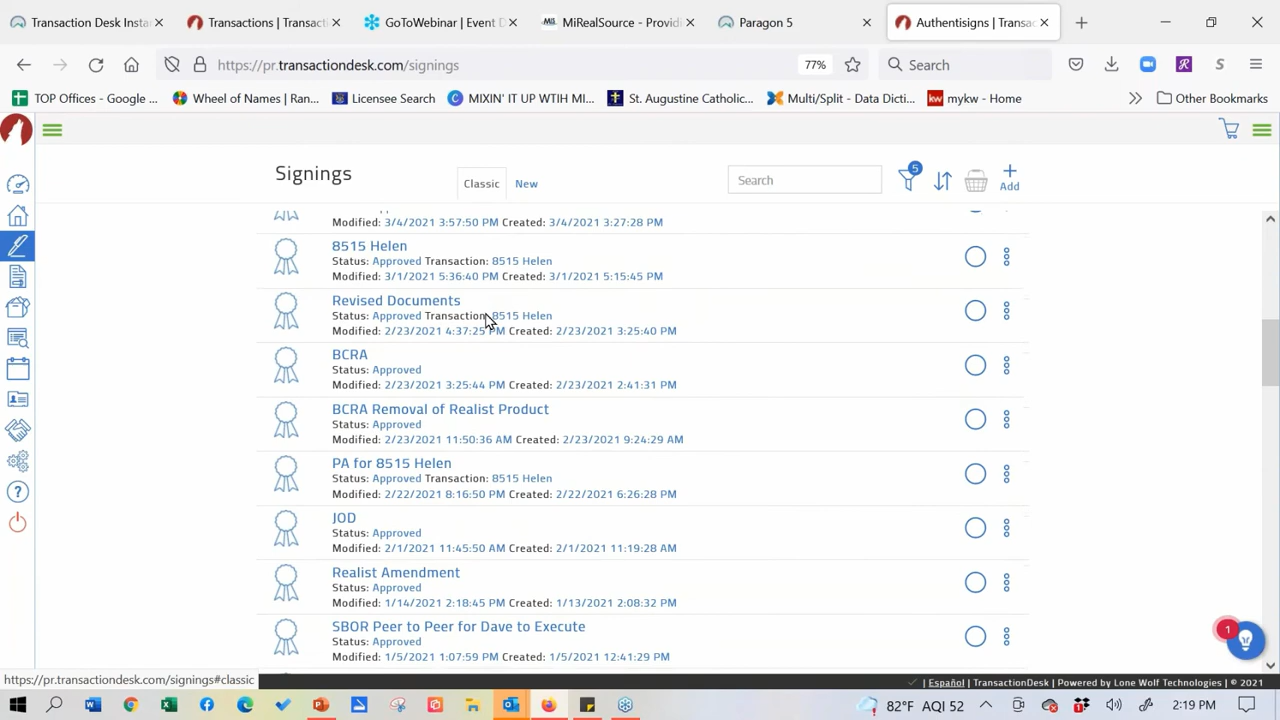 Transaction Desk Insta
Transactions | Transact
GoToWebinar | Event D
MiRealSource - Providi
Paragon 5
Authentisigns | Transac
https://pr.transactiondesk.com/signings
77%
Search
TOP Offices - Google ...
Wheel of Names | Ran...
Licensee Search
MIXIN' IT UP WTIH MI...
St. Augustine Catholic...
Multi/Split - Data Dicti...
mykw - Home
Other Bookmarks
Signings
Classic
New
Search
5
Add
Modified: 3/4/2021 3:57:50 PM Created: 3/4/2021 3:27:28 PM
8515 Helen
Status: Approved Transaction: 8515 Helen
Modified: 3/1/2021 5:36:40 PM Created: 3/1/2021 5:15:45 PM
Revised Documents
Status: Approved Transaction: 8515 Helen
Modified: 2/23/2021 4:37:25 PM Created: 2/23/2021 3:25:40 PM
BCRA
Status: Approved
Modified: 2/23/2021 3:25:44 PM Created: 2/23/2021 2:41:31 PM
BCRA Removal of Realist Product
Status: Approved
Modified: 2/23/2021 11:50:36 AM Created: 2/23/2021 9:24:29 AM
PA for 8515 Helen
Status: Approved Transaction: 8515 Helen
Modified: 2/22/2021 8:16:50 PM Created: 2/22/2021 6:26:28 PM
JOD
Status: Approved
Modified: 2/1/2021 11:45:50 AM Created: 2/1/2021 11:19:28 AM
Realist Amendment
Status: Approved
Modified: 1/14/2021 2:18:45 PM Created: 1/13/2021 2:08:32 PM
SBOR Peer to Peer for Dave to Execute
Status: Approved
Modified: 1/5/2021 1:07:59 PM Created: 1/5/2021 12:41:29 PM
1
https://pr.transactiondesk.com/signings#classic
Español | TransactionDesk | Powered by Lone Wolf Technologies | © 2021
82°F AQI 52
2:19 PM